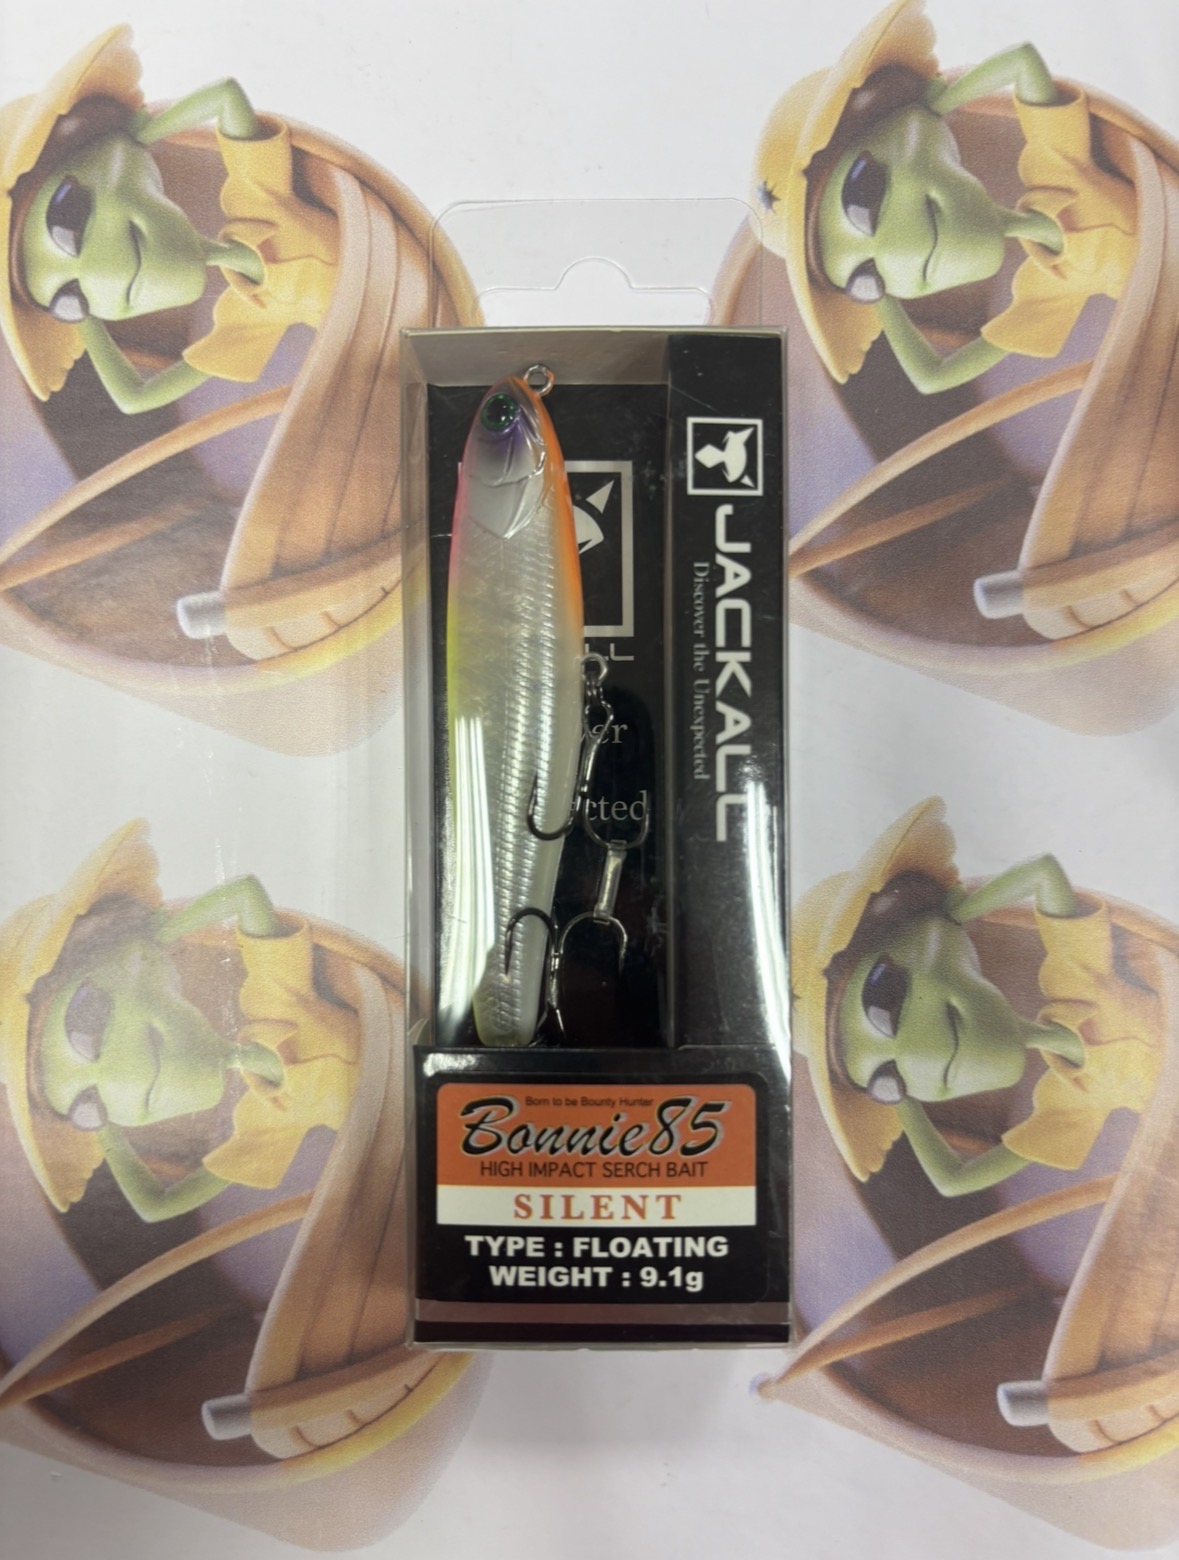 JACKALL
Discover the Unexpected
cted
Born to be Bounty Hunter
Bonnie85
HIGH IMPACT SERCH BAIT
SILENT
TYPE : FLOATING
WEIGHT : 9.1g